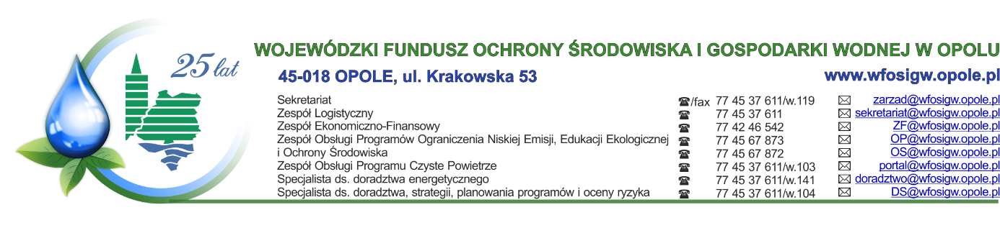 25 lat
WOJEWÓDZKI FUNDUSZ OCHRONY ŚRODOWISKA I GOSPODARKI WODNEJ W OPOLU
45-018 OPOLE, ul. Krakowska 53 www.wfosigw.opole.pl
Sekretariat ☎/fax 77 45 37 611/w.119 ✉ zarzad@wfosigw.opole.pl
Zespół Logistyczny ☎ 77 45 37 611 ✉ sekretariat@wfosigw.opole.pl
Zespół Ekonomiczno-Finansowy ☎ 77 42 46 542 ✉ ZF@wfosigw.opole.pl
Zespół Obsługi Programów Ograniczenia Niskiej Emisji, Edukacji Ekologicznej ☎ 77 45 67 873 ✉ OP@wfosigw.opole.pl
i Ochrony Środowiska ☎ 77 45 67 872 ✉ OS@wfosigw.opole.pl
Zespół Obsługi Programu Czyste Powietrze ☎ 77 45 37 611/w.103 ✉ portal@wfosigw.opole.pl
Specjalista ds. doradztwa energetycznego ☎ 77 45 37 611/w.141 ✉ doradztwo@wfosigw.opole.pl
Specjalista ds. doradztwa, strategii, planowania programów i oceny ryzyka ☎ 77 45 37 611/w.104 ✉ DS@wfosigw.opole.pl